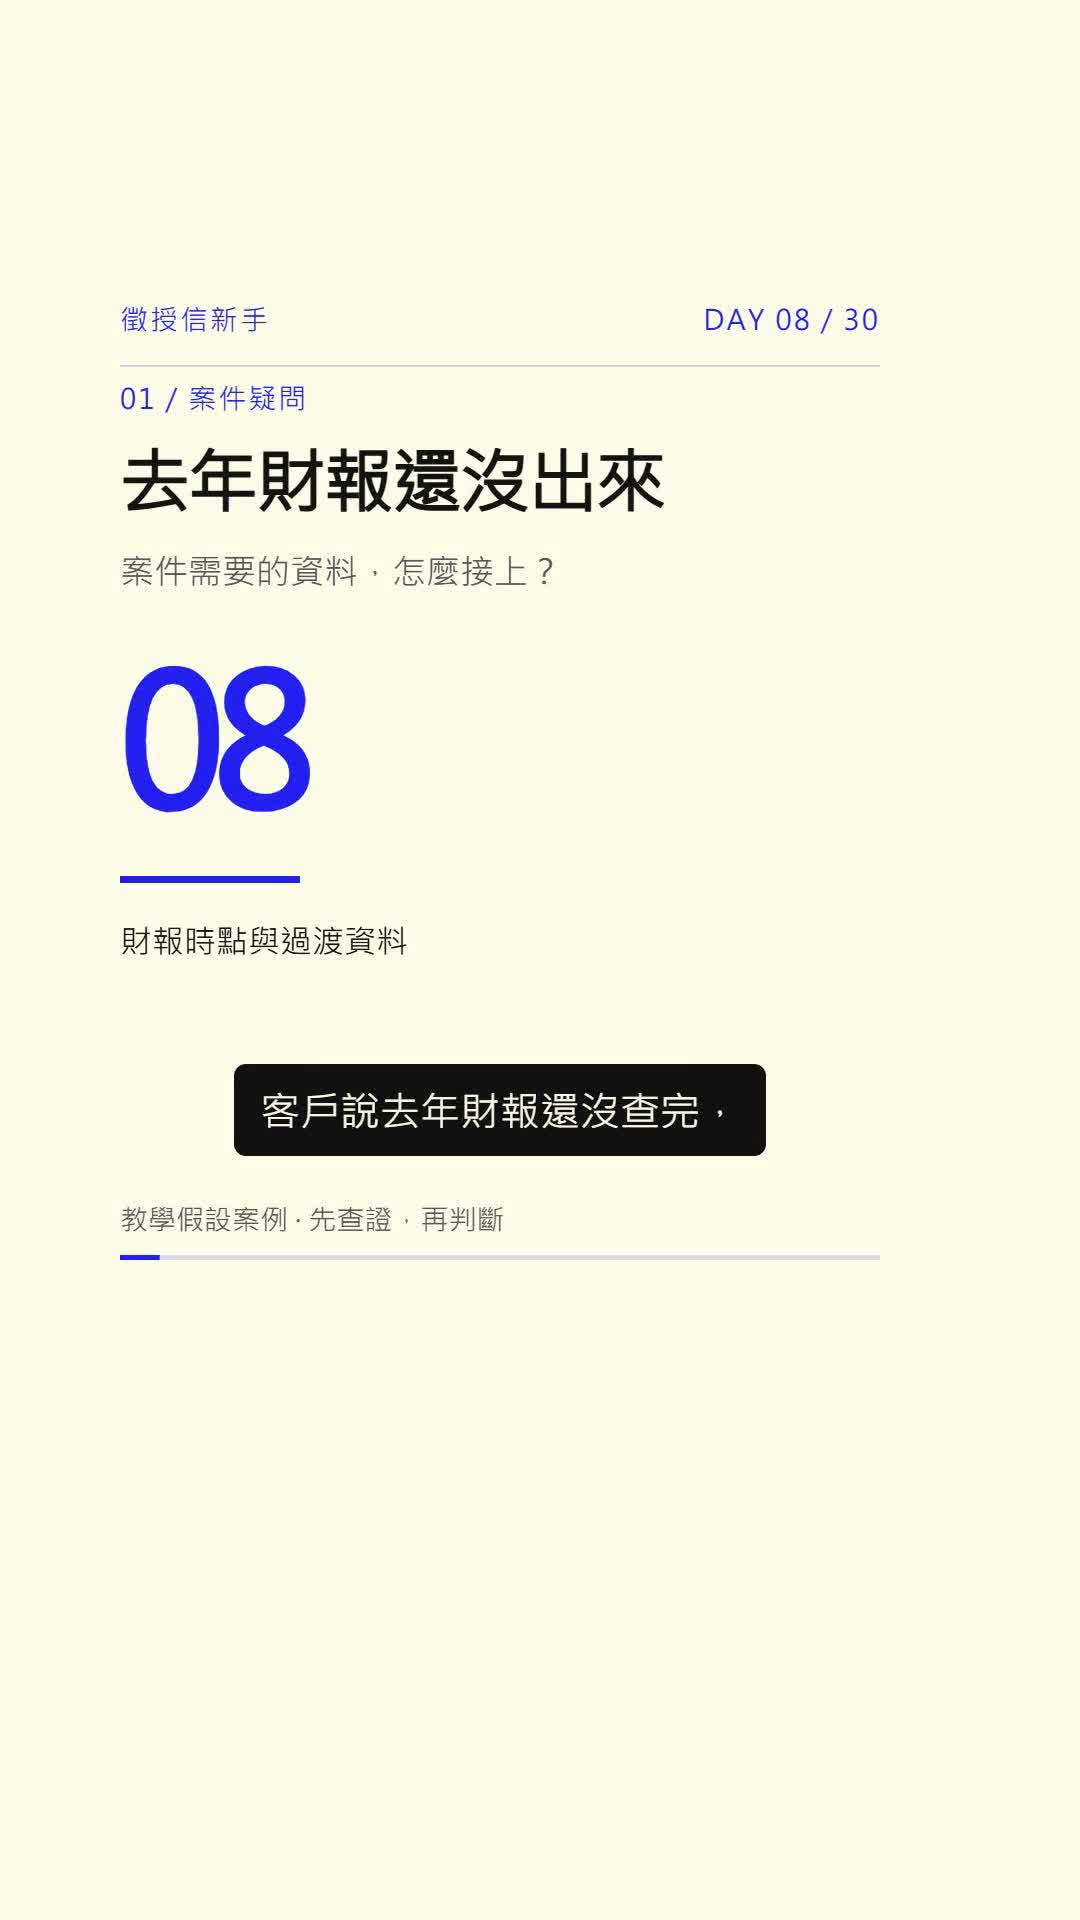 徵授信新手
DAY 08 / 30
01 / 案件疑問
去年財報還沒出來
案件需要的資料，怎麼接上？
08
財報時點與過渡資料
客戶說去年財報還沒查完，
教學假設案例·先查證，再判斷